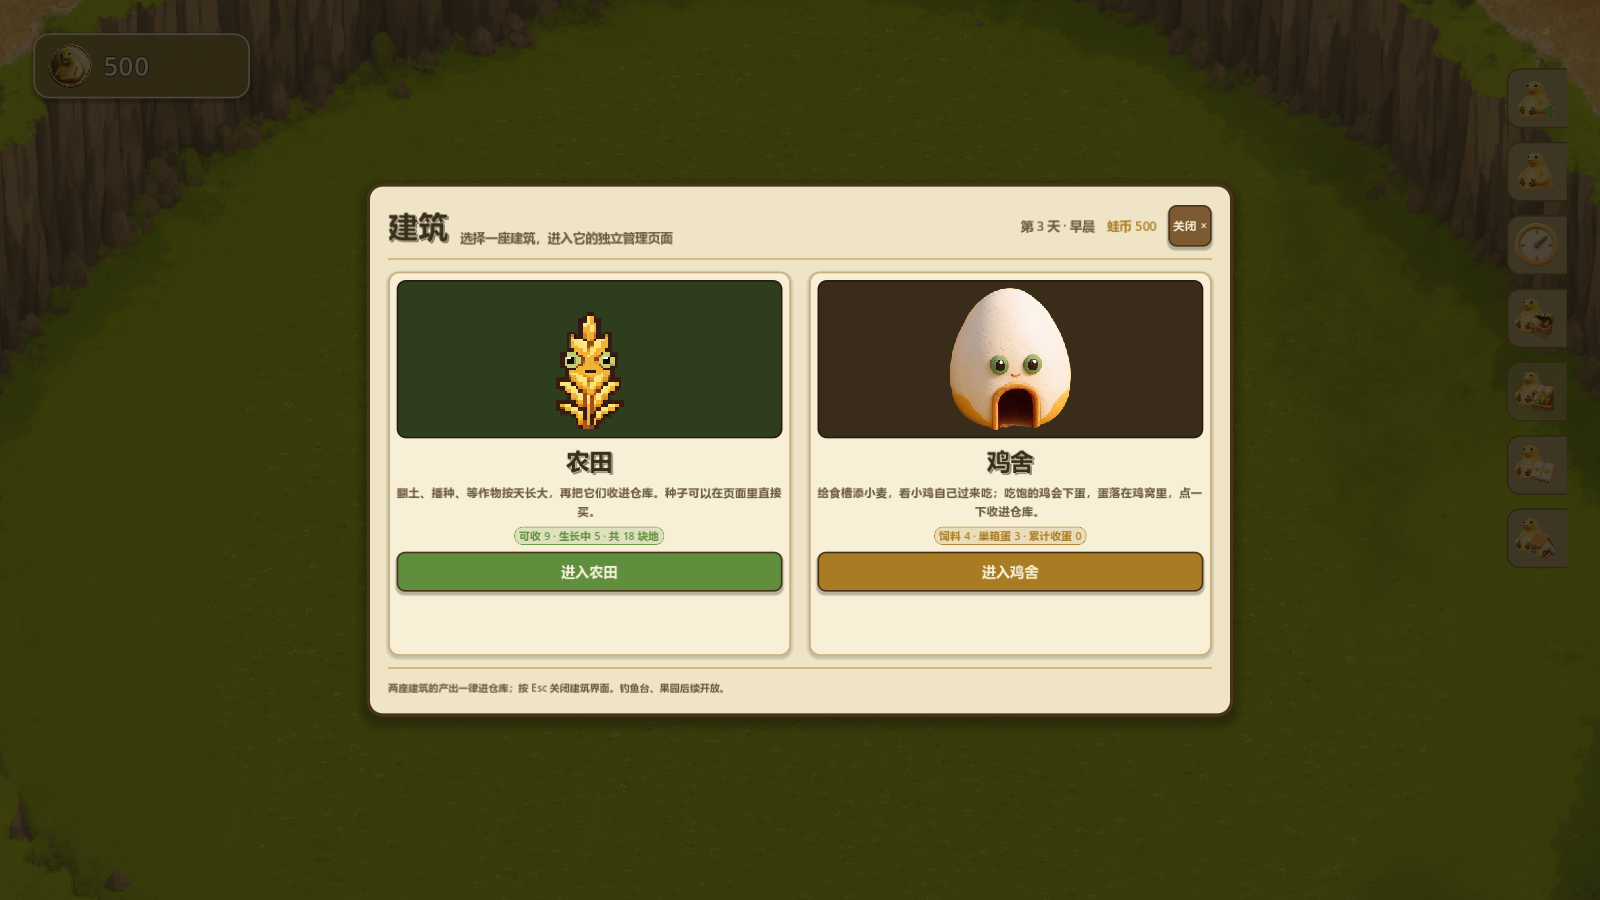 500
建筑
选择一座建筑，进入它的独立管理页面
第 3 天 · 早晨
蛙币 500
关闭 ×
农田
翻土、播种、等作物按天长大，再把它们收进仓库。种子可以在页面里直接
买。
可收 9 · 生长中 5 · 共 18 块地
进入农田
鸡舍
给食槽添小麦，看小鸡自己过来吃；吃饱的鸡会下蛋，蛋落在鸡窝里，点一
下收进仓库。
饲料 4 · 巢箱蛋 3 · 累计收蛋 0
进入鸡舍
两座建筑的产出一律进仓库；按 Esc 关闭建筑界面。钓鱼台、果园后续开放。